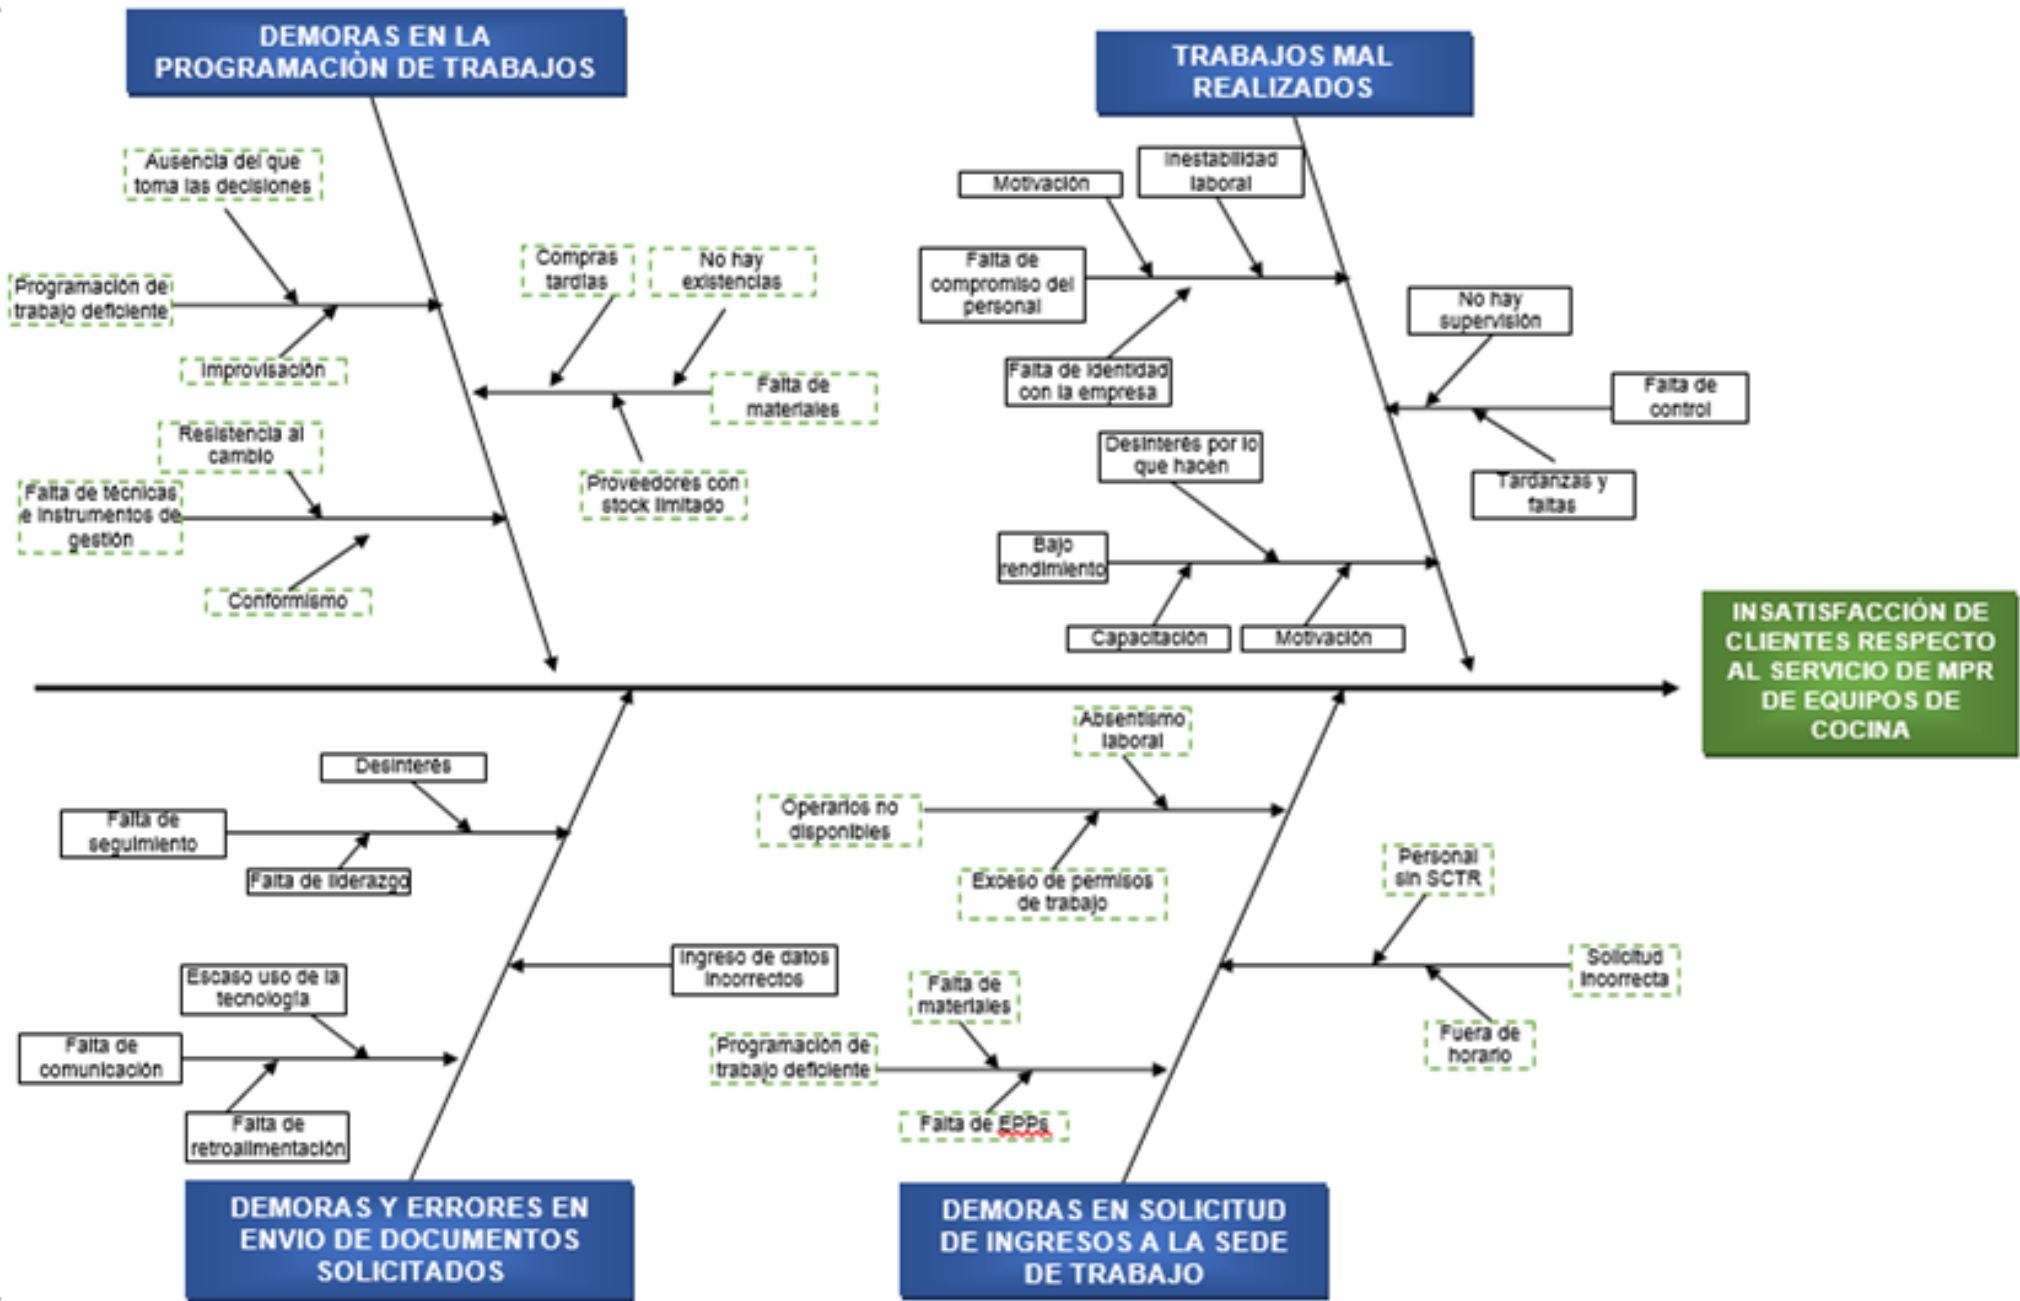 DEMORAS EN LA
PROGRAMACIÒN DE TRABAJOS
TRABAJOS MAL
REALIZADOS
Ausencia del que
toma las decisiones
Programación de
trabajo deficiente
Improvisación
Compras
tardías
No hay
existencias
Falta de
materiales
Proveedores con
stock limitado
Resistencia al
cambio
Falta de técnicas
e instrumentos de
gestión
Conformismo
Motivación
Inestabilidad
laboral
Falta de
compromiso del
personal
Falta de identidad
con la empresa
No hay
supervisión
Falta de
control
Tardanzas y
faltas
Desinterés por lo
que hacen
Bajo
rendimiento
Capacitación
Motivación
INSATISFACCIÓN DE
CLIENTES RESPECTO
AL SERVICIO DE MPR
DE EQUIPOS DE
COCINA
Desinterés
Falta de
seguimiento
Falta de liderazgo
Ingreso de datos
incorrectos
Escaso uso de la
tecnología
Falta de
comunicación
Falta de
retroalimentación
Absentismo
laboral
Operarios no
disponibles
Exceso de permisos
de trabajo
Personal
sin SCTR
Solicitud
incorrecta
Fuera de
horario
Falta de
materiales
Programación de
trabajo deficiente
Falta de EPPs
DEMORAS Y ERRORES EN
ENVIO DE DOCUMENTOS
SOLICITADOS
DEMORAS EN SOLICITUD
DE INGRESOS A LA SEDE
DE TRABAJO